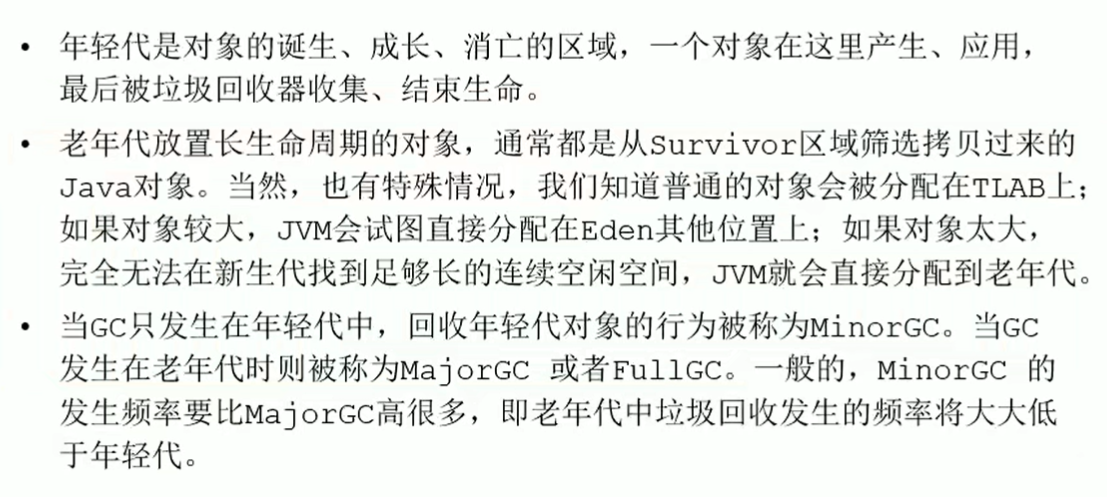 • 年轻代是对象的诞生、成长、消亡的区域，一个对象在这里产生、应用，
最后被垃圾回收器收集、结束生命。
• 老年代放置长生命周期的对象，通常都是从Survivor区域筛选拷贝过来的
Java对象。当然，也有特殊情况，我们知道普通的对象会被分配在TLAB上；
如果对象较大，JVM会试图直接分配在Eden其他位置上；如果对象太大，
完全无法在新生代找到足够长的连续空闲空间，JVM就会直接分配到老年代。
• 当GC只发生在年轻代中，回收年轻代对象的行为被称为MinorGC。当GC
发生在老年代时则被称为MajorGC 或者FullGC。一般的，MinorGC 的
发生频率要比MajorGC高很多，即老年代中垃圾回收发生的频率将大大低
于年轻代。